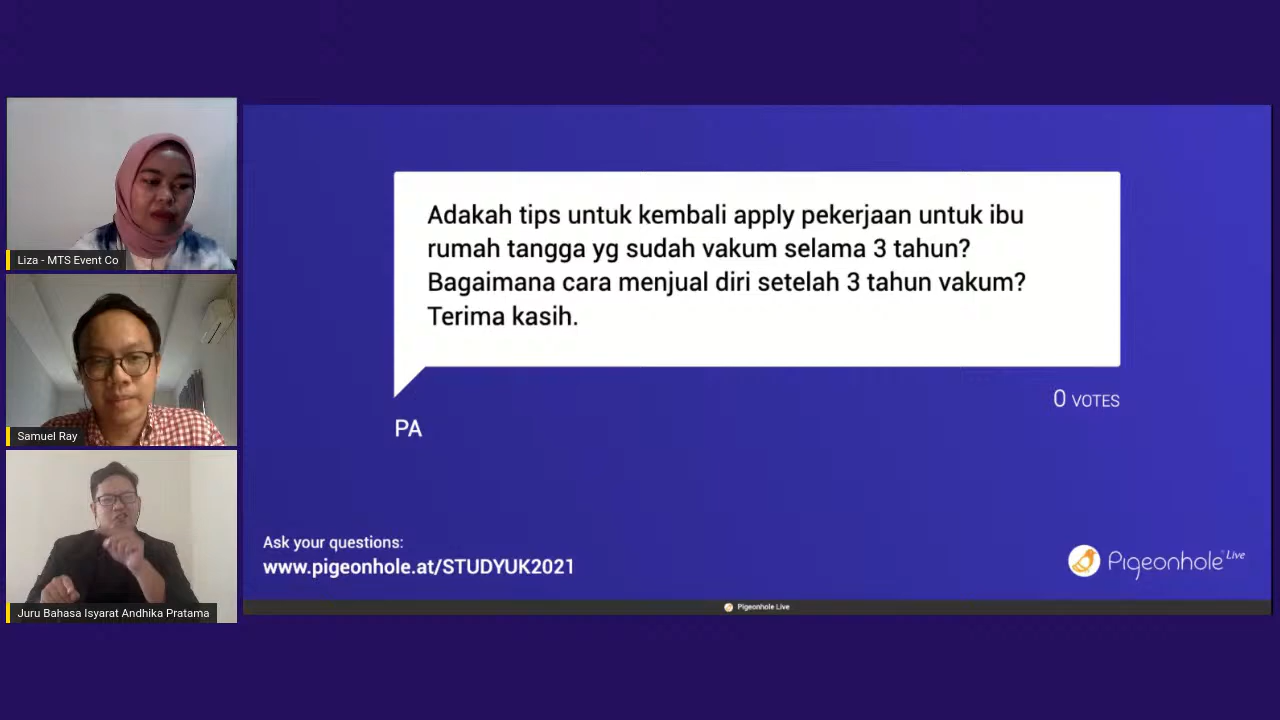 Liza - MTS Event Co
Samuel Ray
Juru Bahasa Isyarat Andhika Pratama
Adakah tips untuk kembali apply pekerjaan untuk ibu
rumah tangga yg sudah vakum selama 3 tahun?
Bagaimana cara menjual diri setelah 3 tahun vakum?
Terima kasih.
0 VOTES
PA
Ask your questions:
www.pigeonhole.at/STUDYUK2021
Pigeonhole Live
Pigeonhole Live